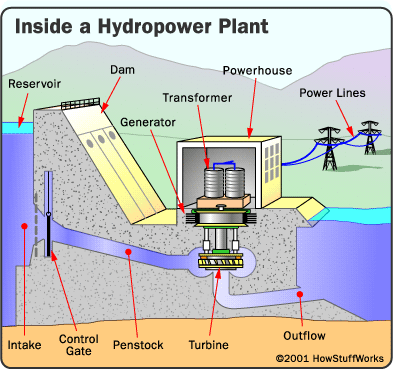 Inside a Hydropower Plant
Dam
Powerhouse
Reservoir
Transformer
Power Lines
Generator
Intake
Control
Gate
Penstock
Turbine
Outflow
©2001 HowStuffWorks